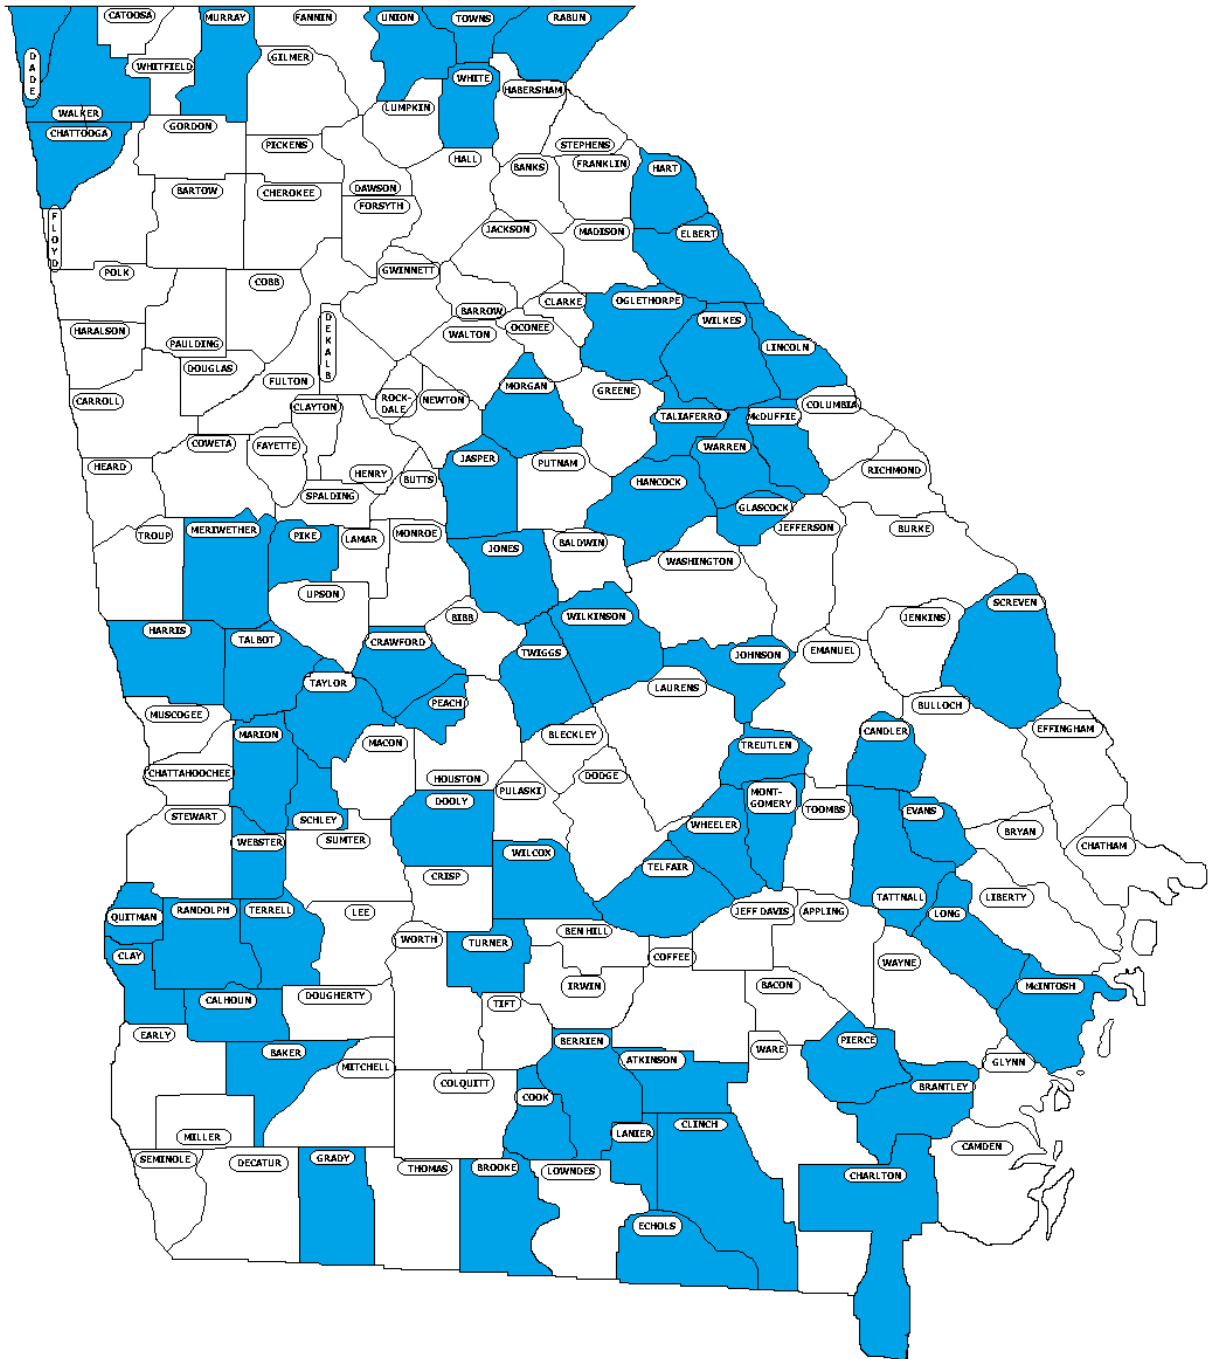 CATOOSA
MURRAY
FANNIN
UNION
TOWNS
RABUN
DADE
WHITFIELD
GILMER
WHITE
HABERSHAM
WALKER
LUMPKIN
CHATTOOGA
GORDON
PICKENS
STEPHENS
HALL
BANKS
FRANKLIN
HART
BARTOW
CHEROKEE
DAWSON
FORSYTH
FLOYD
JACKSON
MADISON
ELBERT
POLK
COBB
GWINNETT
CLARKE
OGLETHORPE
BARROW
WILKES
HARALSON
PAULDING
DEKALB
WALTON
OCONEE
LINCOLN
DOUGLAS
FULTON
MORGAN
GREENE
CARROLL
CLAYTON
ROCK-
DALE
NEWTON
TALIAFERRO
McDUFFIE
COLUMBIA
COWETA
FAYETTE
WARREN
HEARD
HENRY
BUTTS
JASPER
PUTNAM
HANCOCK
RICHMOND
SPALDING
GLASCOCK
TROUP
MERIWETHER
PIKE
LAMAR
MONROE
JONES
BALDWIN
JEFFERSON
BURKE
WASHINGTON
UPSON
BIBB
WILKINSON
JENKINS
SCREVEN
HARRIS
TALBOT
CRAWFORD
TWIGGS
JOHNSON
EMANUEL
TAYLOR
LAURENS
MUSCOGEE
PEACH
BULLOCH
MARION
MACON
BLECKLEY
TREUTLEN
CANDLER
EFFINGHAM
CHATTAHOOCHEE
HOUSTON
PULASKI
DODGE
STEWART
SCHLEY
DOOLY
MONT-
GOMERY
TOOMBS
EVANS
WEBSTER
SUMTER
WHEELER
BRYAN
CHATHAM
WILCOX
TELFAIR
CRISP
QUITMAN
RANDOLPH
TERRELL
LEE
JEFF DAVIS
APPLING
TATTNALL
LONG
LIBERTY
WORTH
TURNER
BEN HILL
CLAY
COFFEE
WAYNE
CALHOUN
DOUGHERTY
TIFT
IRWIN
BACON
McINTOSH
EARLY
BAKER
MITCHELL
BERRIEN
ATKINSON
WARE
PIERCE
GLYNN
COLQUITT
COOK
BRANTLEY
MILLER
LANIER
CLINCH
CAMDEN
SEMINOLE
DECATUR
GRADY
THOMAS
BROOKE
LOWNDES
CHARLTON
ECHOLS